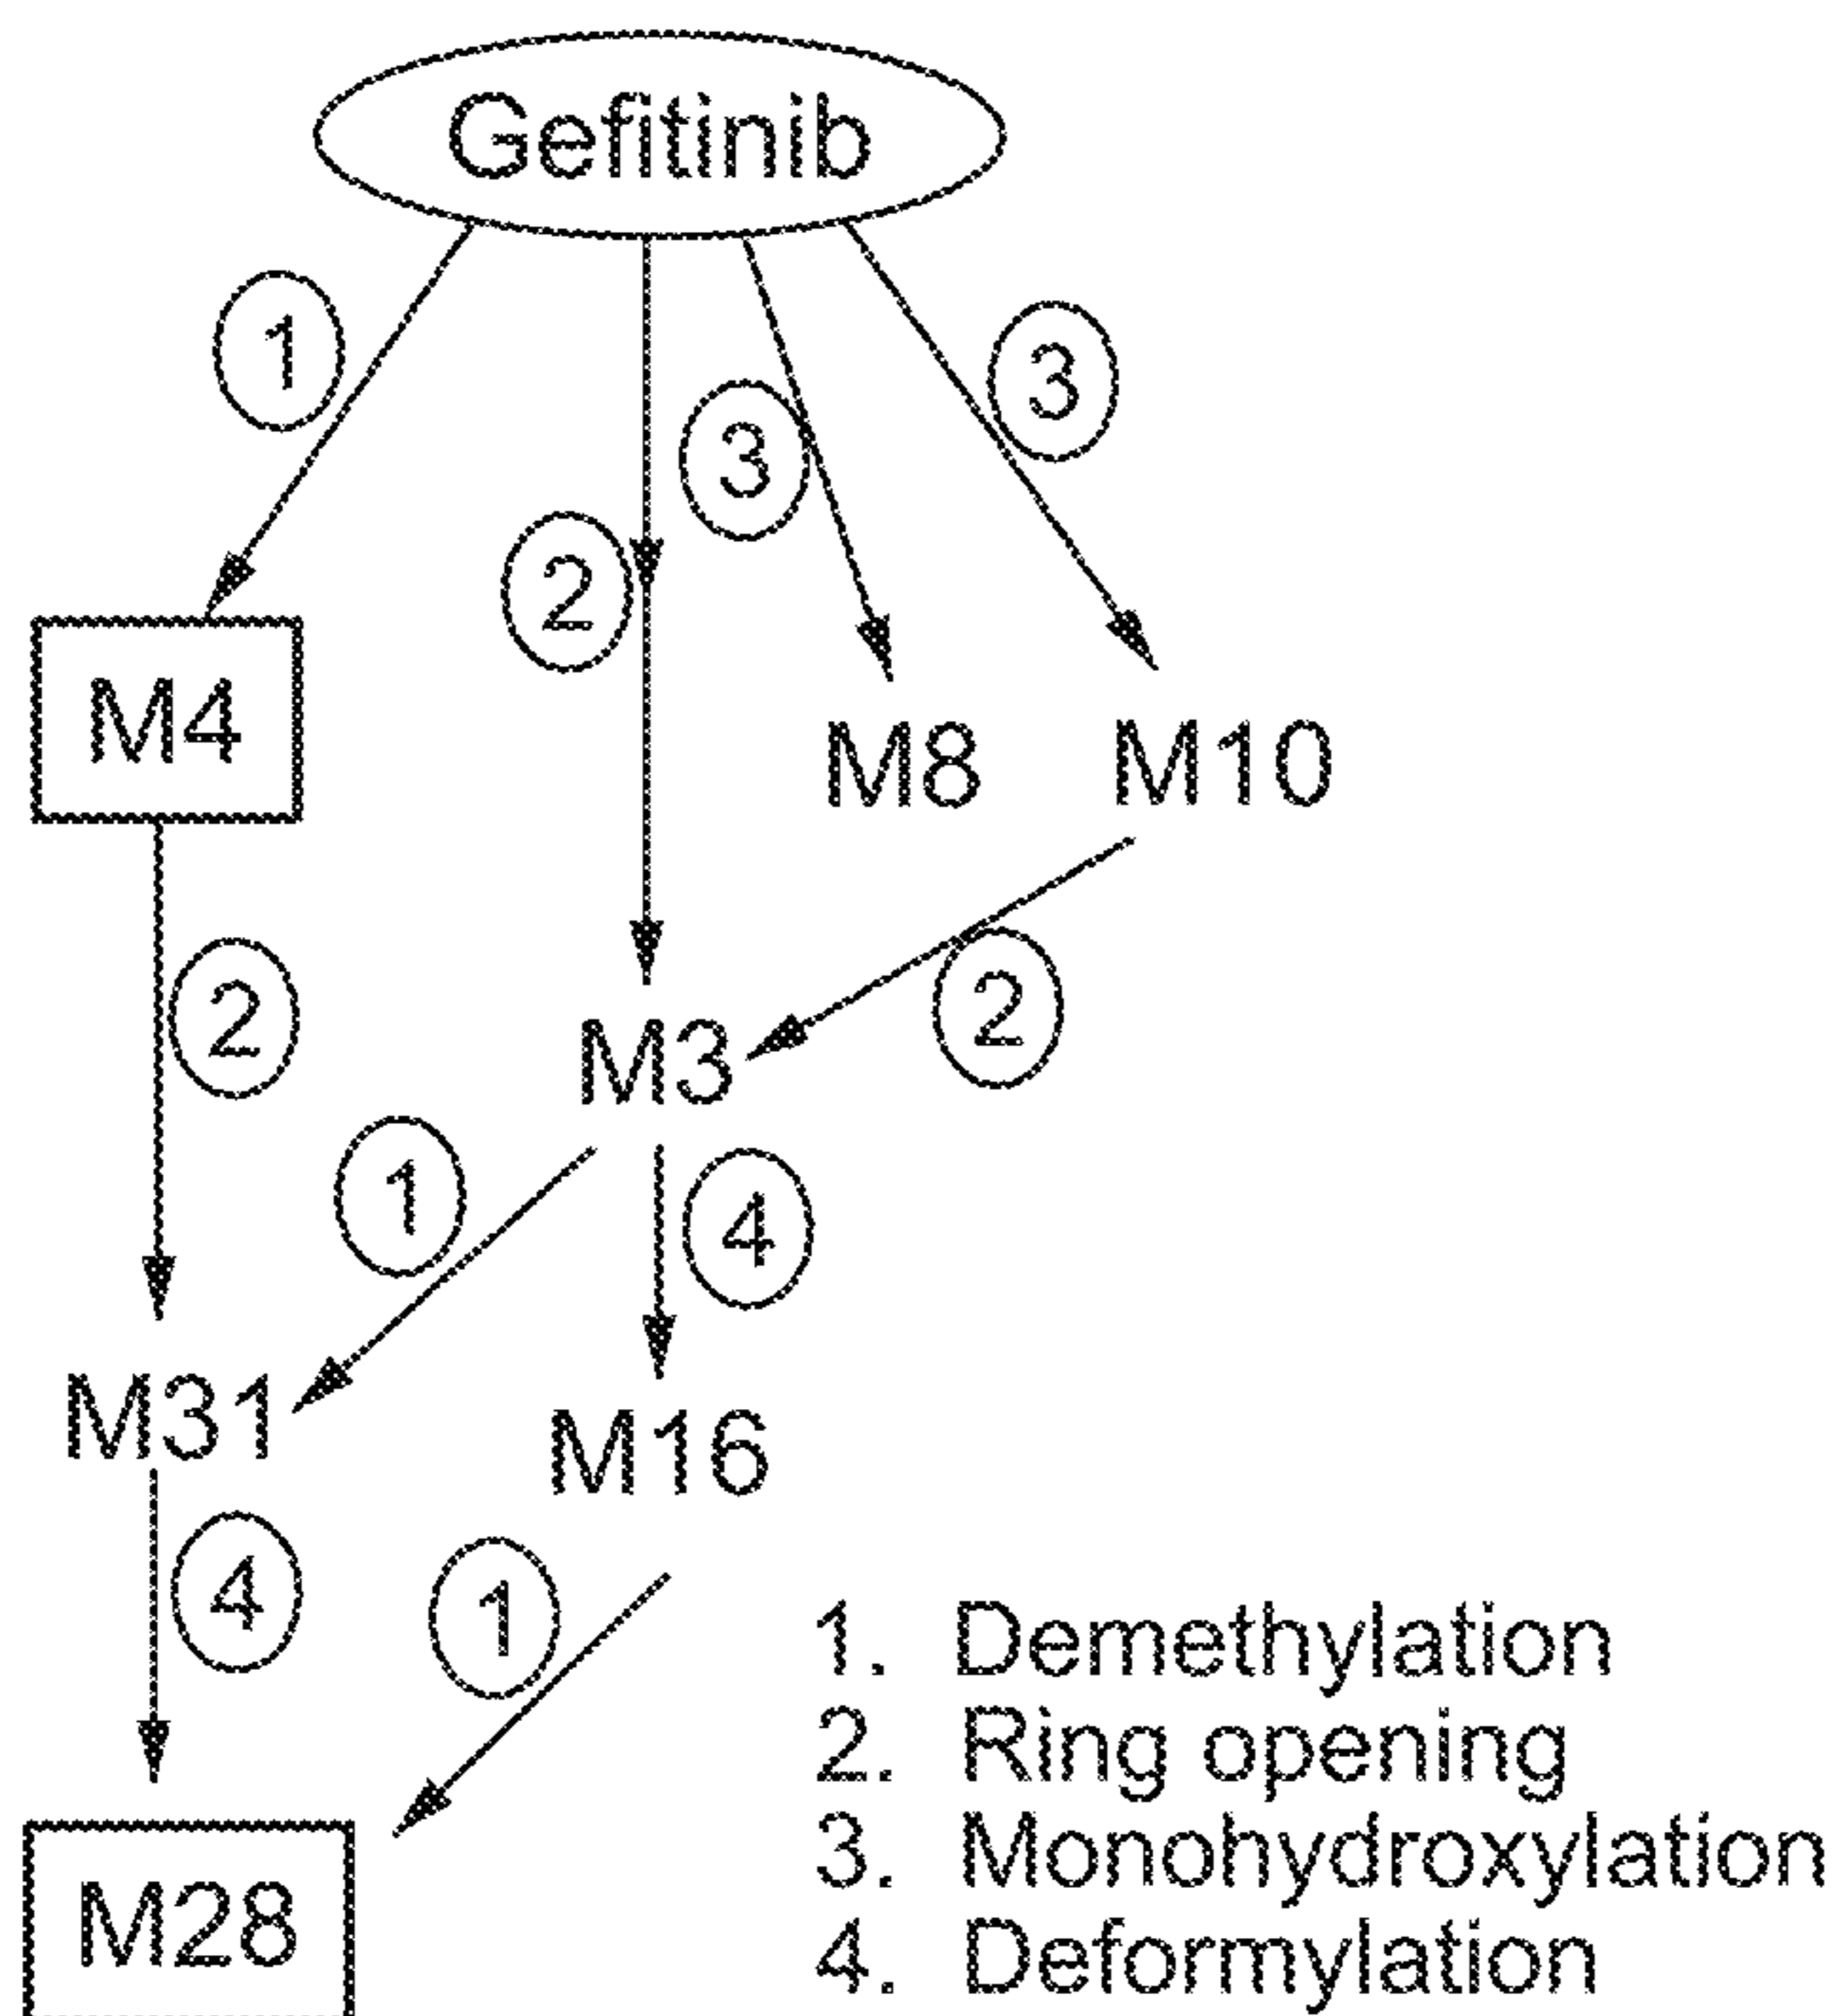 Gefitinib
1
3
3
2
M4
M8
M10
2
2
M3
1
4
M31
M16
4
1
1. Demethylation
2. Ring opening
3. Monohydroxylation
4. Deformylation
M28